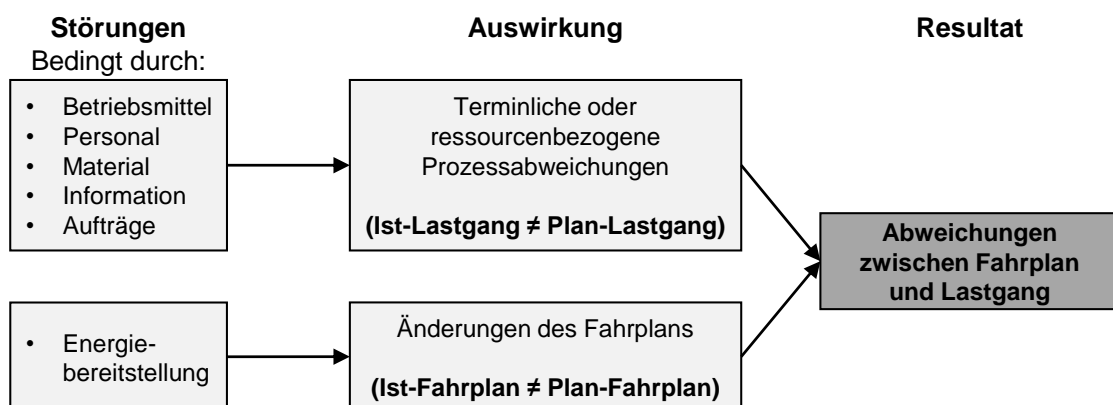 Störungen
Bedingt durch:
• Betriebsmittel
• Personal
• Material
• Information
• Aufträge
• Energie-
bereitstellung
Auswirkung
Terminliche oder
ressourcenbezogene
Prozessabweichungen
(Ist-Lastgang ≠ Plan-Lastgang)
Änderungen des Fahrplans
(Ist-Fahrplan ≠ Plan-Fahrplan)
Resultat
Abweichungen
zwischen Fahrplan
und Lastgang